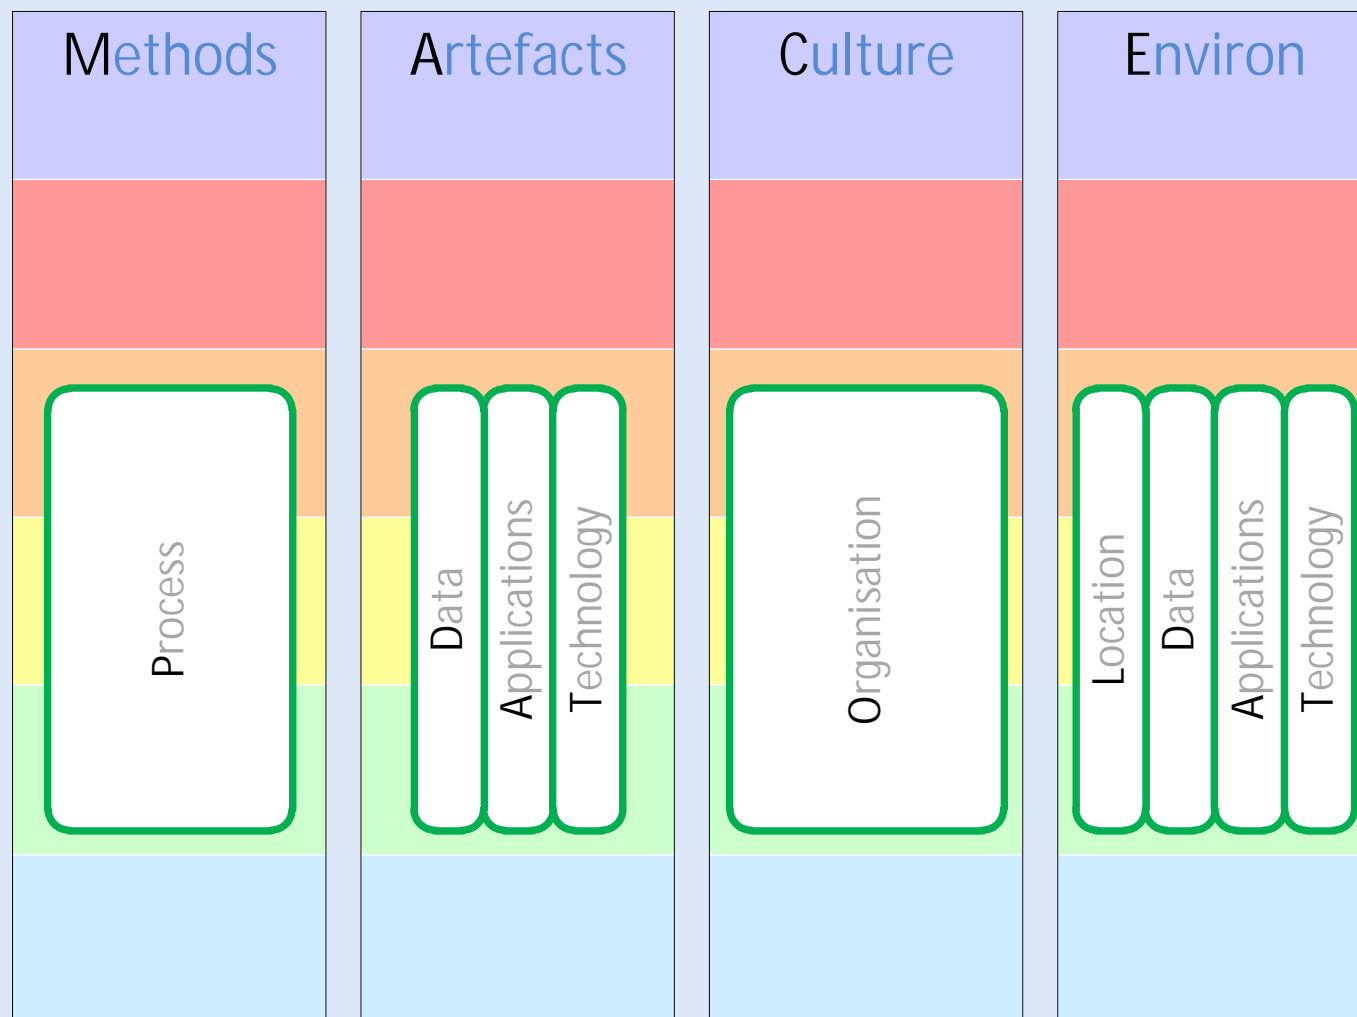 Methods
Artefacts
Culture
Environ
Process
Data
Applications
Technology
Organisation
Location
Data
Applications
Technology